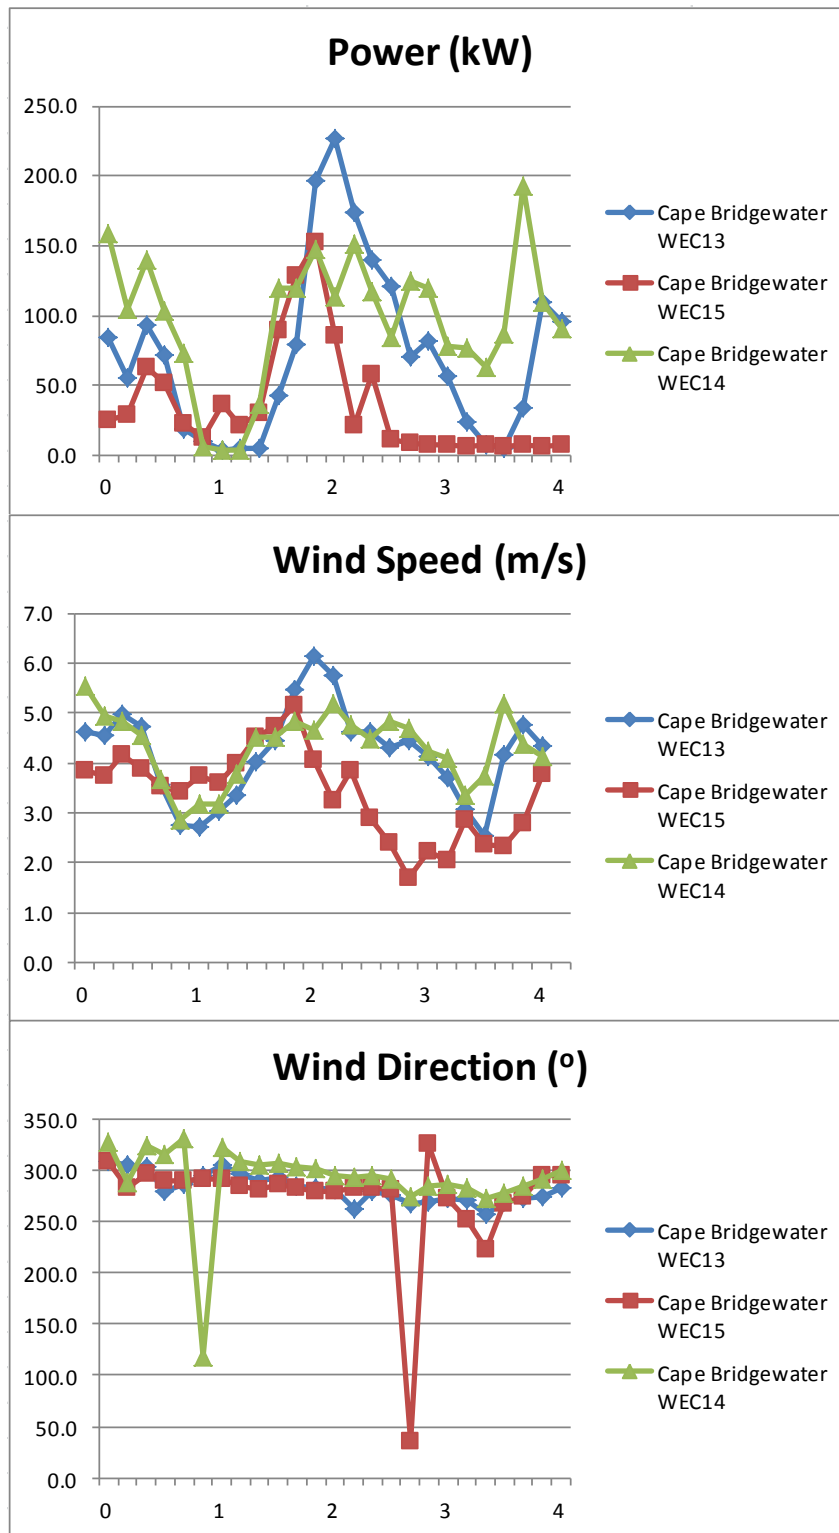 Power (kW)
250.0
200.0
150.0
100.0
50.0
0.0
0 1 2 3 4
Cape Bridgewater
WEC13
Cape Bridgewater
WEC15
Cape Bridgewater
WEC14
Wind Speed (m/s)
7.0
6.0
5.0
4.0
3.0
2.0
1.0
0.0
0 1 2 3 4
Cape Bridgewater
WEC13
Cape Bridgewater
WEC15
Cape Bridgewater
WEC14
Wind Direction (º)
350.0
300.0
250.0
200.0
150.0
100.0
50.0
0.0
0 1 2 3 4
Cape Bridgewater
WEC13
Cape Bridgewater
WEC15
Cape Bridgewater
WEC14